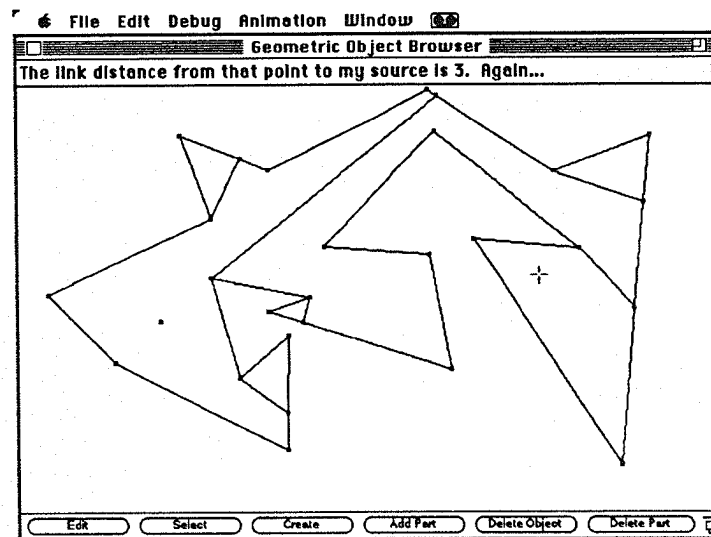 File Edit Debug Animation Window
Geometric Object Browser
The link distance from that point to my source is 3. Again...
Edit Select Create Add Part Delete Object Delete Part